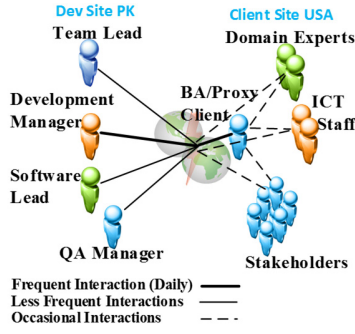 Dev Site PK
Client Site USA
Team Lead
Domain Experts
Development
Manager
BA/Proxy
Client
ICT
Staff
Software
Lead
QA Manager
Stakeholders
Frequent Interaction (Daily)
Less Frequent Interactions
Occasional Interactions